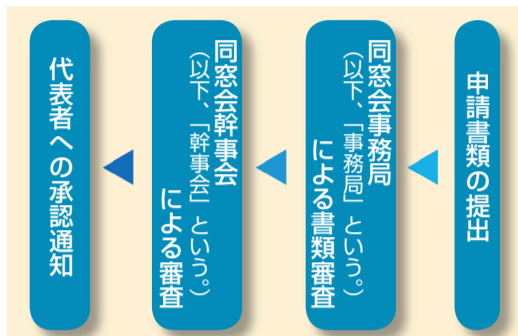 申請書類の提出
同窓会事務局
(以下、「事務局」という。)
による書類審査
同窓会幹事会
(以下、「幹事会」という。)
による審査
代表者への承認通知